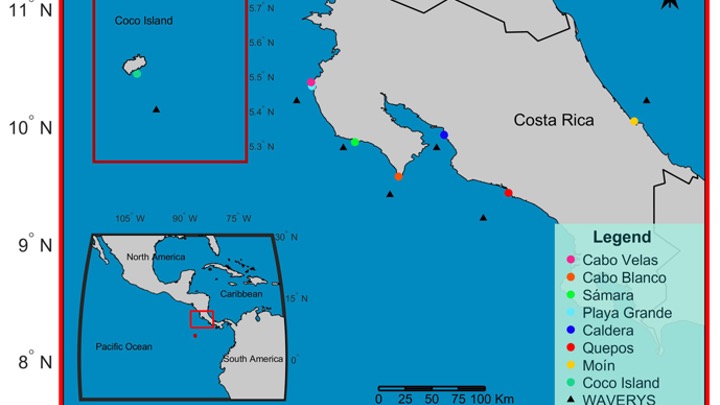 11° N
10° N
9° N
8° N
Coco Island
5.7° N
5.6° N
5.5° N
5.4° N
5.3° N
Costa Rica
105° W
90° W
75° W
30° N
15° N
0°
North America
Caribbean
Pacific Ocean
South America
0 25 50 75 100 Km
Legend
Cabo Velas
Cabo Blanco
Sámara
Playa Grande
Caldera
Quepos
Moín
Coco Island
WAVERYS